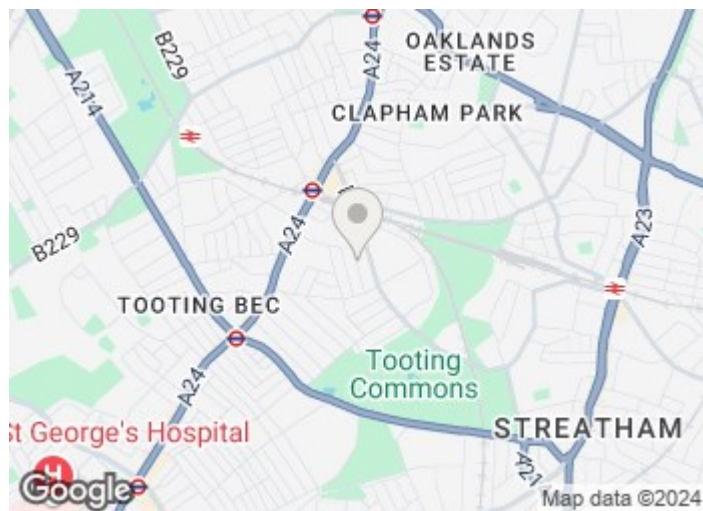 B229
A214
A24
OAKLANDS
ESTATE
CLAPHAM PARK
A24
B229
A23
TOOTING BEC
Tooting
Commons
A24
STREATHAM
St George's Hospital
A21
H
Google
Map data ©2024